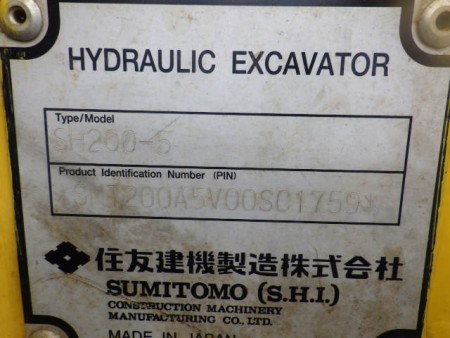 HYDRAULIC EXCAVATOR
Type/Model
SH200-5
Product Identification Number (PIN)
住友建機製造株式会社
SUMITOMO (S.H.I.)
CONSTRUCTION MACHINERY
MANUFACTURING CO., LTD.
MADE IN JAPAN